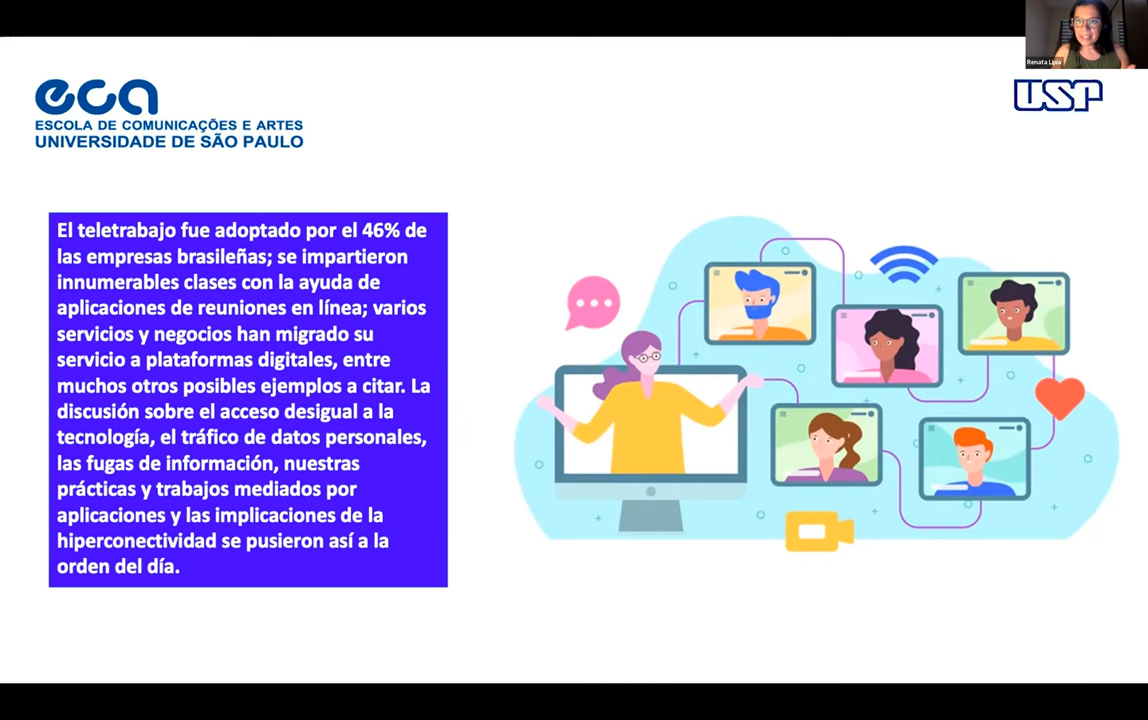 Renata Lipia
eca
ESCOLA DE COMUNICAÇÕES E ARTES
UNIVERSIDADE DE SÃO PAULO
USP
El teletrabajo fue adoptado por el 46% de
las empresas brasileñas; se impartieron
innumerables clases con la ayuda de
aplicaciones de reuniones en línea; varios
servicios y negocios han migrado su
servicio a plataformas digitales, entre
muchos otros posibles ejemplos a citar. La
discusión sobre el acceso desigual a la
tecnología, el tráfico de datos personales,
las fugas de información, nuestras
prácticas y trabajos mediados por
aplicaciones y las implicaciones de la
hiperconectividad se pusieron así a la
orden del día.